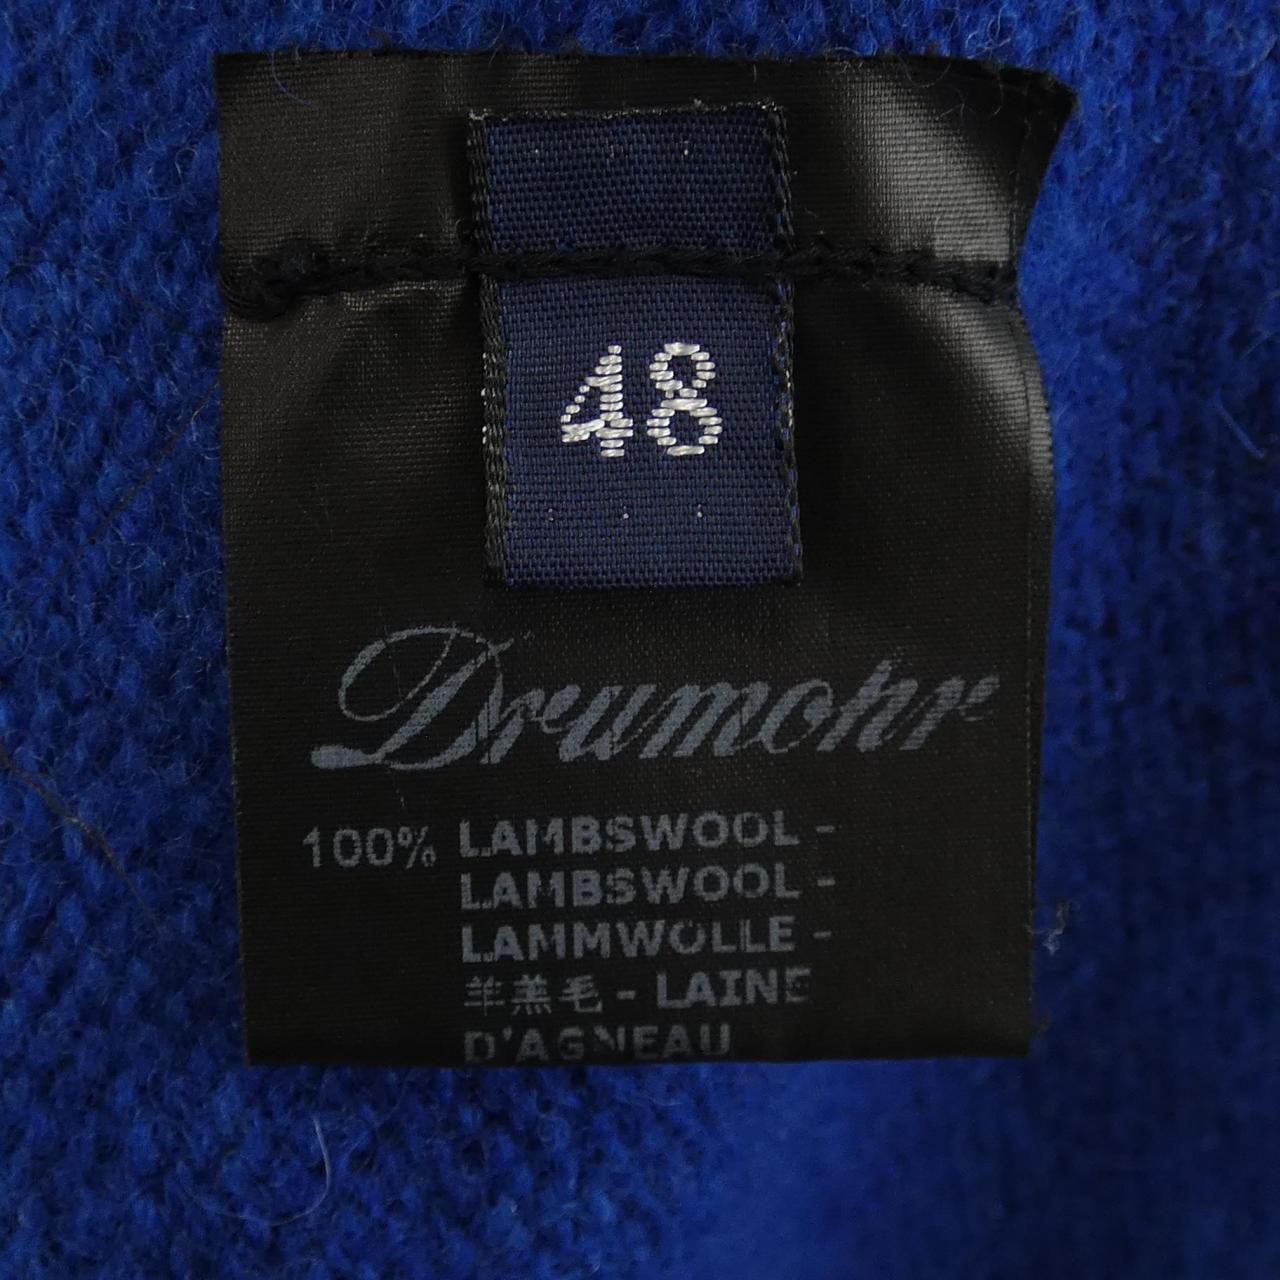 48
Drumohr
100% LAMBSWOOL -
LAMBSWOOL -
LAMMWOLLE -
羊羔毛 - LAINE
D'AGNEAU